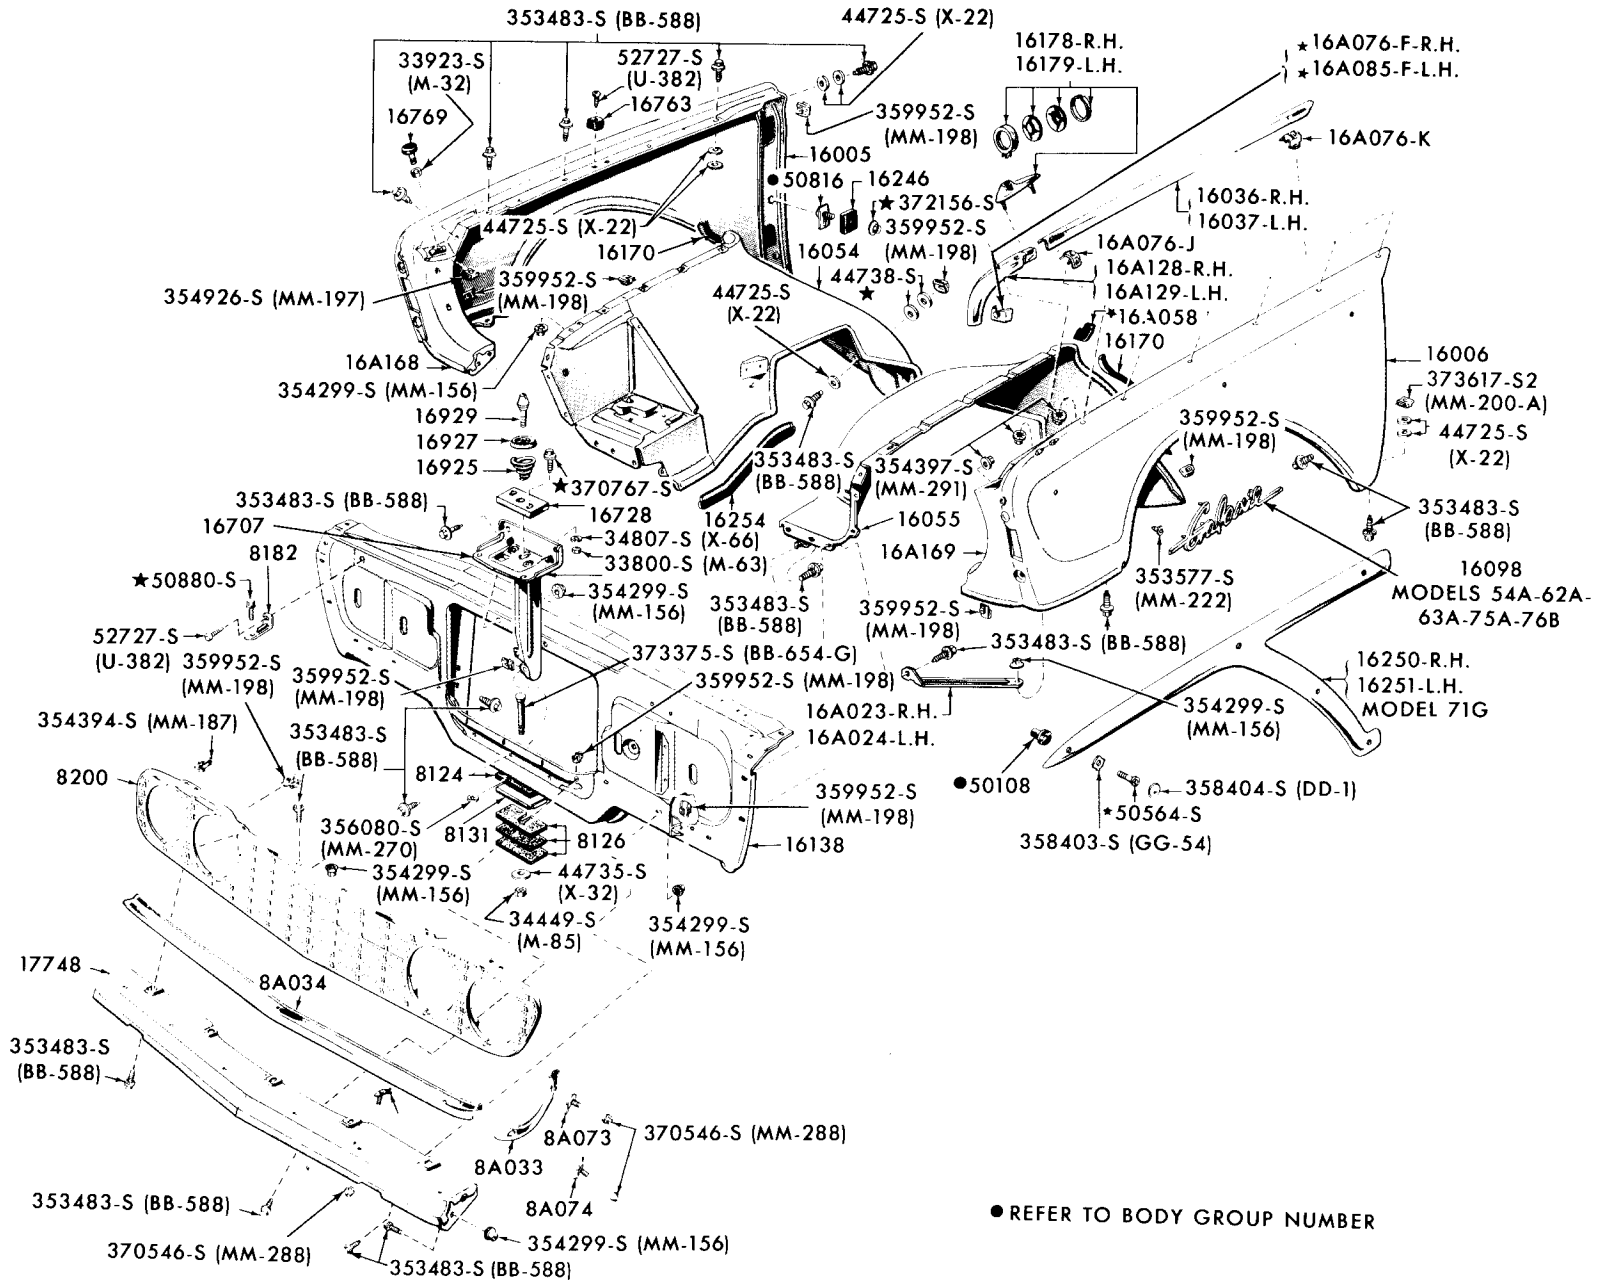 353483-S (BB-588)
44725-S (X-22)
33923-S
(M-32)
16769
52727-S
(U-382)
16763
16178-R.H.
16179-L.H.
★16A076-F-R.H.
★16A085-F-L.H.
359952-S
(MM-198)
16A076-K
16005
●50816
16246
★372156-S
359952-S
(MM-198)
16036-R.H.
16037-L.H.
44725-S (X-22)
16170
16054
16A076-J
16A128-R.H.
16A129-L.H.
354926-S (MM-197)
359952-S
(MM-198)
44725-S
(X-22)
44738-S
★
★16A058
16170
16A168
354299-S (MM-156)
16006
373617-S2
(MM-200-A)
44725-S
(X-22)
16929
16927
16925
359952-S
(MM-198)
353483-S
(BB-588)
354397-S
(MM-291)
★370767-S
353483-S (BB-588)
16728
16254
(X-66)
16055
353483-S
(BB-588)
16707
8182
34807-S
33800-S (M-63)
16A169
Galaxie
★50880-S
354299-S
(MM-156)
353483-S
(BB-588)
353577-S
(MM-222)
16098
MODELS 54A-62A-
63A-75A-76B
359952-S
(MM-198)
52727-S
(U-382)
359952-S
(MM-198)
373375-S (BB-654-G)
353483-S (BB-588)
359952-S
(MM-198)
359952-S (MM-198)
16250-R.H.
16251-L.H.
MODEL 71G
354394-S (MM-187)
353483-S
(BB-588)
16A023-R.H.
16A024-L.H.
354299-S
(MM-156)
8200
8124
●50108
358404-S (DD-1)
359952-S
(MM-198)
★50564-S
356080-S
(MM-270)
8131
8126
16138
358403-S (GG-54)
354299-S
(MM-156)
44735-S
(X-32)
34449-S
(M-85)
354299-S
(MM-156)
17748
8A034
353483-S
(BB-588)
8A073
370546-S (MM-288)
8A033
8A074
353483-S (BB-588)
●REFER TO BODY GROUP NUMBER
370546-S (MM-288)
354299-S (MM-156)
353483-S (BB-588)